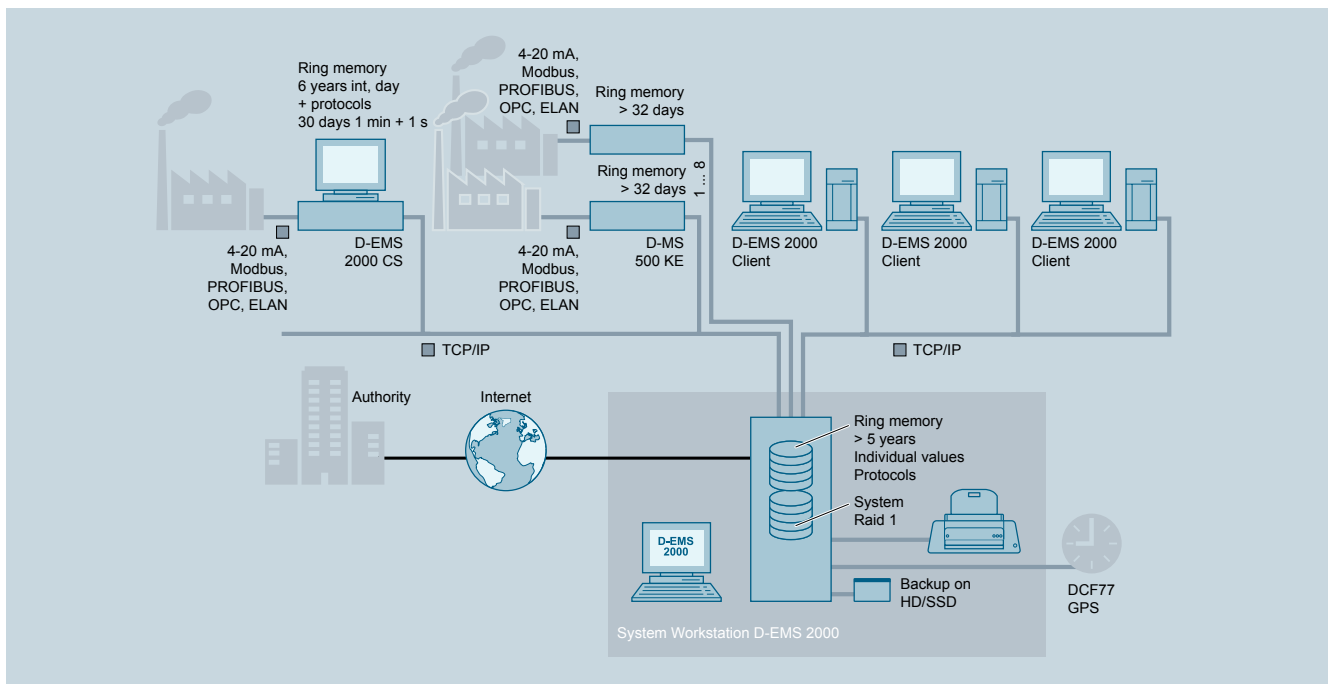 Ring memory
6 years int, day
+ protocols
30 days 1 min + 1 s
4-20 mA,
Modbus,
PROFIBUS,
OPC, ELAN
Ring memory
> 32 days
Ring memory
> 32 days
1 ... 8
4-20 mA,
Modbus,
PROFIBUS,
OPC, ELAN
D-EMS
2000 CS
4-20 mA,
Modbus,
PROFIBUS,
OPC, ELAN
D-MS
500 KE
D-EMS 2000
Client
D-EMS 2000
Client
D-EMS 2000
Client
TCP/IP
TCP/IP
Authority
Internet
Ring memory
> 5 years
Individual values
Protocols
System
Raid 1
D-EMS
2000
Backup on
HD/SSD
DCF77
GPS
System Workstation D-EMS 2000